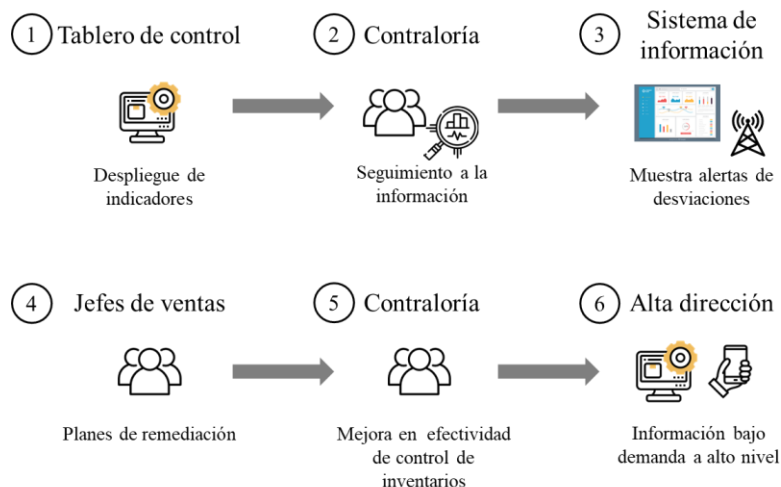 1 Tablero de control
Despliegue de
indicadores
2 Contraloría
Seguimiento a la
información
3 Sistema de
información
Muestra alertas de
desviaciones
4 Jefes de ventas
Planes de remediación
5 Contraloría
Mejora en efectividad
de control de
inventarios
6 Alta dirección
Información bajo
demanda a alto nivel